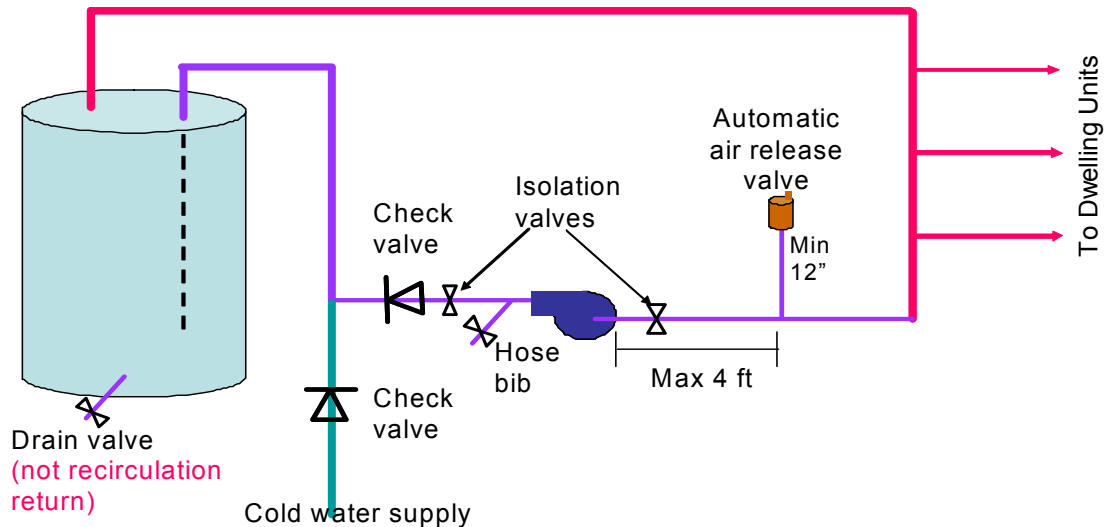 Automatic
air release
valve
To Dwelling Units
Isolation
valves
Check
valve
Min
12”
Hose
bib
Max 4 ft
Check
valve
Drain valve
(not recirculation
return)
Cold water supply